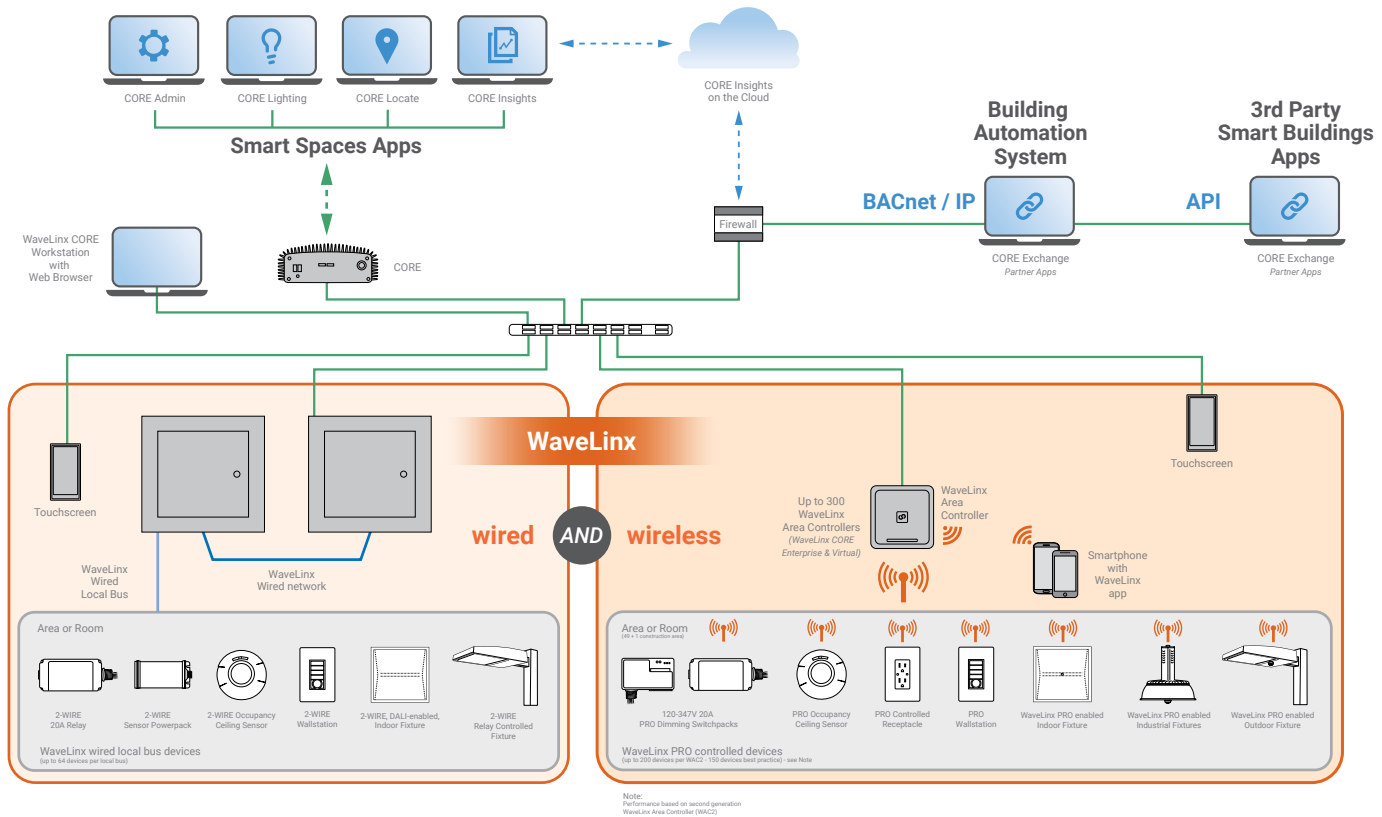 CORE Admin
CORE Lighting
CORE Locate
CORE Insights
CORE Insights
on the Cloud
Smart Spaces Apps
Building
Automation
System
3rd Party
Smart Buildings
Apps
BACnet / IP
API
Firewall
CORE Exchange
Partner Apps
CORE Exchange
Partner Apps
WaveLinx CORE
Workstation
with
Web Browser
CORE
WaveLinx
wired
AND
wireless
Touchscreen
WaveLinx
Wired
Local Bus
WaveLinx
Wired network
Area or Room
2-WIRE
20A Relay
2-WIRE
Sensor Powerpack
2-WIRE Occupancy
Ceiling Sensor
2-WIRE
Wallstation
2-WIRE, DALI-enabled,
Indoor Fixture
2-WIRE
Relay Controlled
Fixture
WaveLinx wired local bus devices
(up to 64 devices per local bus)
Touchscreen
Up to 300
WaveLinx
Area Controllers
(WaveLinx CORE
Enterprise & Virtual)
WaveLinx
Area
Controller
Smartphone
with
WaveLinx
app
Area or Room
(49 + 1 construction area)
120-347V 20A
PRO Dimming Switchpacks
PRO Occupancy
Ceiling Sensor
PRO Controlled
Receptacle
PRO
Wallstation
WaveLinx PRO enabled
Indoor Fixture
WaveLinx PRO enabled
Industrial Fixtures
WaveLinx PRO enabled
Outdoor Fixture
WaveLinx PRO controlled devices
(up to 200 devices per WAC2 - 150 devices best practice) - see Note
Note:
Performance based on second generation
WaveLinx Area Controller (WAC2)